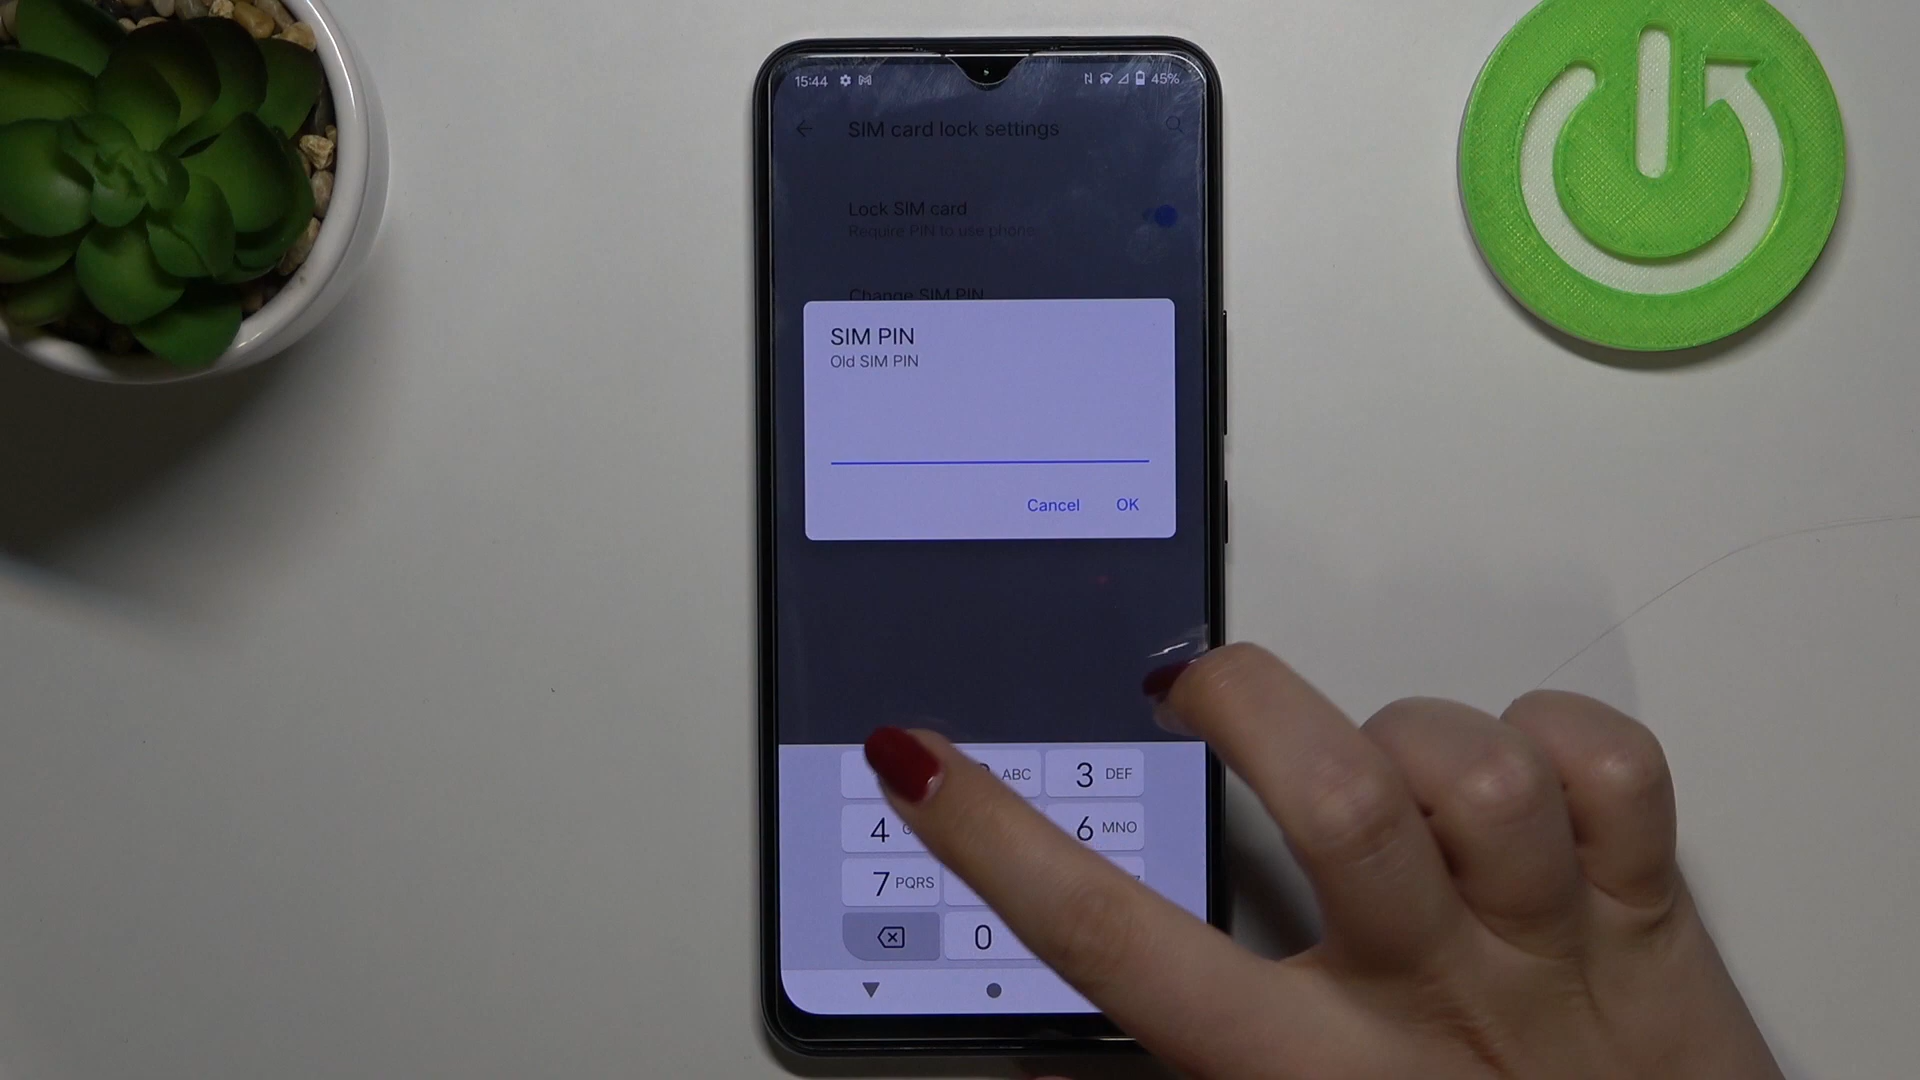 15:44 45%
SIM card lock settings
Lock SIM card
Require PIN to use phone
Change SIM PIN
SIM PIN
Old SIM PIN
Cancel OK
ABC 3 DEF
4 6 MNO
7 PQRS
0